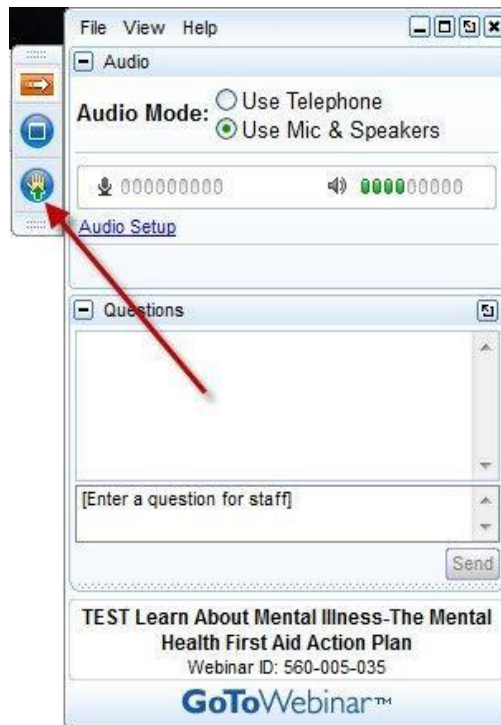 File View Help
Audio
Audio Mode: Use Telephone
Use Mic & Speakers
Audio Setup
Questions
[Enter a question for staff]
Send
TEST Learn About Mental Illness-The Mental
Health First Aid Action Plan
Webinar ID: 560-005-035
GoToWebinar™